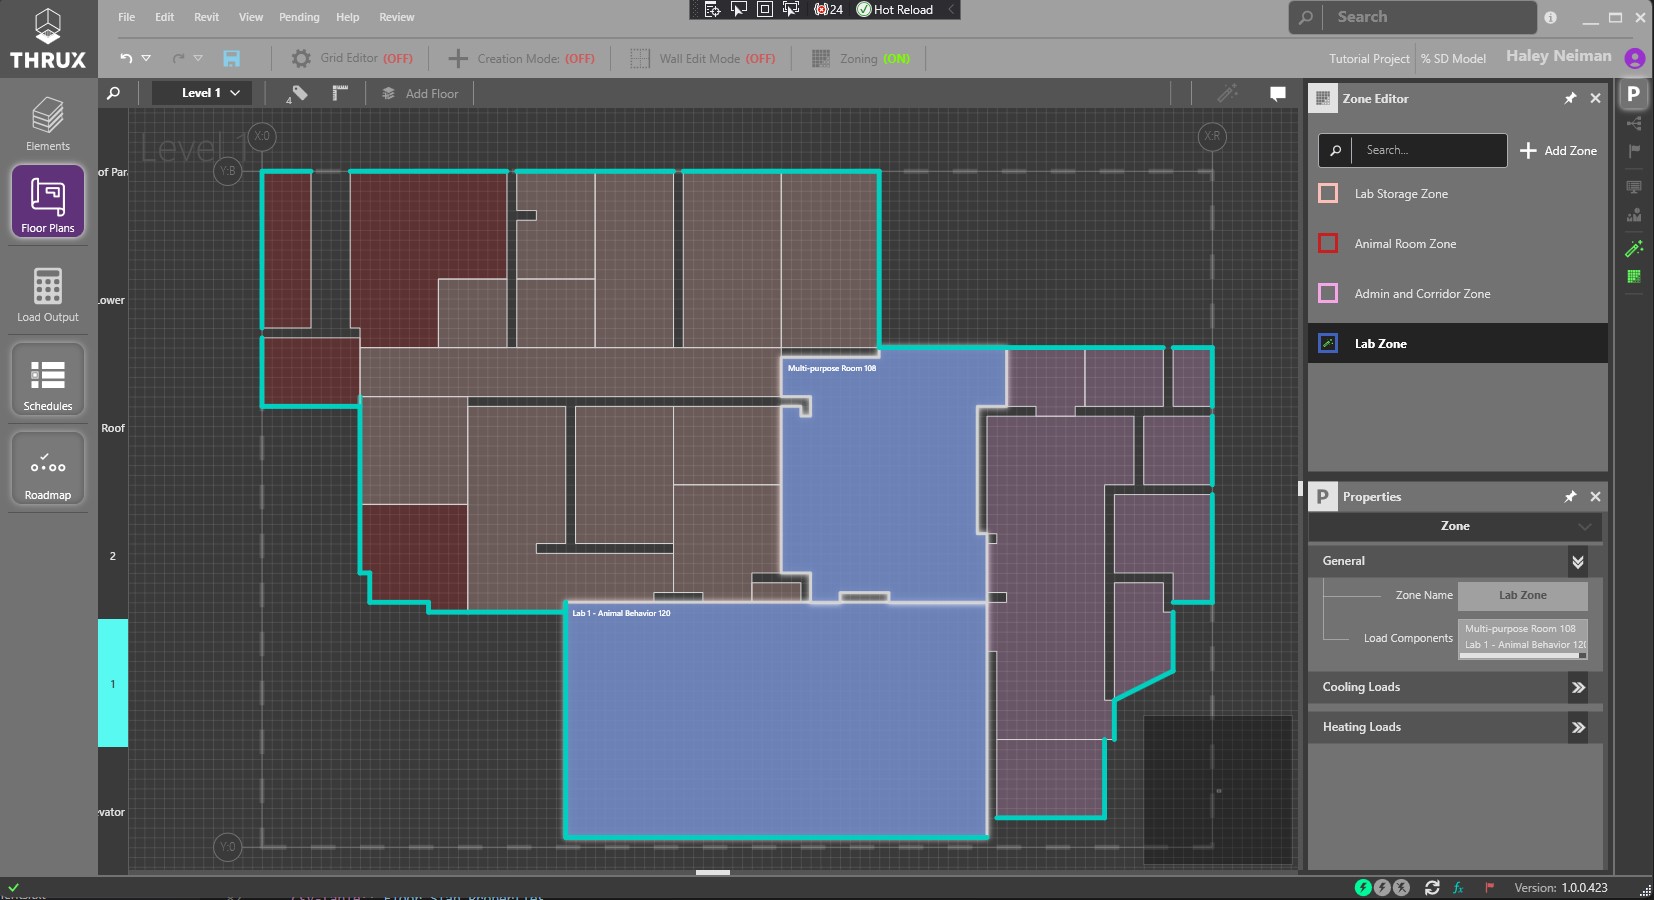 File Edit Revit View Pending Help Review
24 Hot Reload
Search
THRUX
Grid Editor (OFF)
Creation Mode: (OFF)
Wall Edit Mode (OFF)
Zoning (ON)
Tutorial Project % SD Model Haley Neiman
Level 1
4
Add Floor
Zone Editor
Elements
Floor Plans
Load Output
Schedules
Roadmap
of Par
ower
Roof
2
1
vator
Level 1
X:0
X:R
Y:B
Y:0
Multi-purpose Room 108
Lab 1 - Animal Behavior 120
Search...
Add Zone
Lab Storage Zone
Animal Room Zone
Admin and Corridor Zone
Lab Zone
P
P Properties
Zone
General
Zone Name Lab Zone
Load Components
Multi-purpose Room 108
Lab 1 - Animal Behavior 120
Cooling Loads
Heating Loads
fx
Version: 1.0.0.423